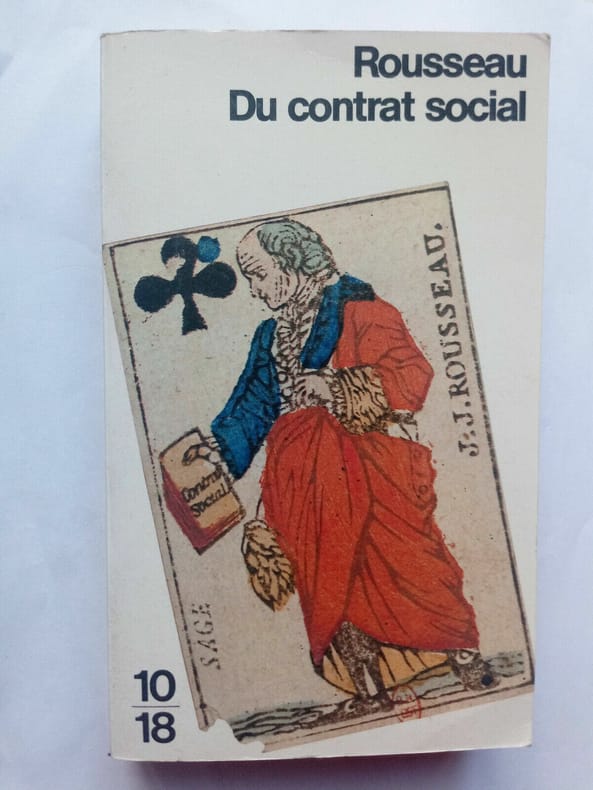 Rousseau
Du contrat social
J.J. ROUSSEAU.
Contrat
Social
SAGE
10
18